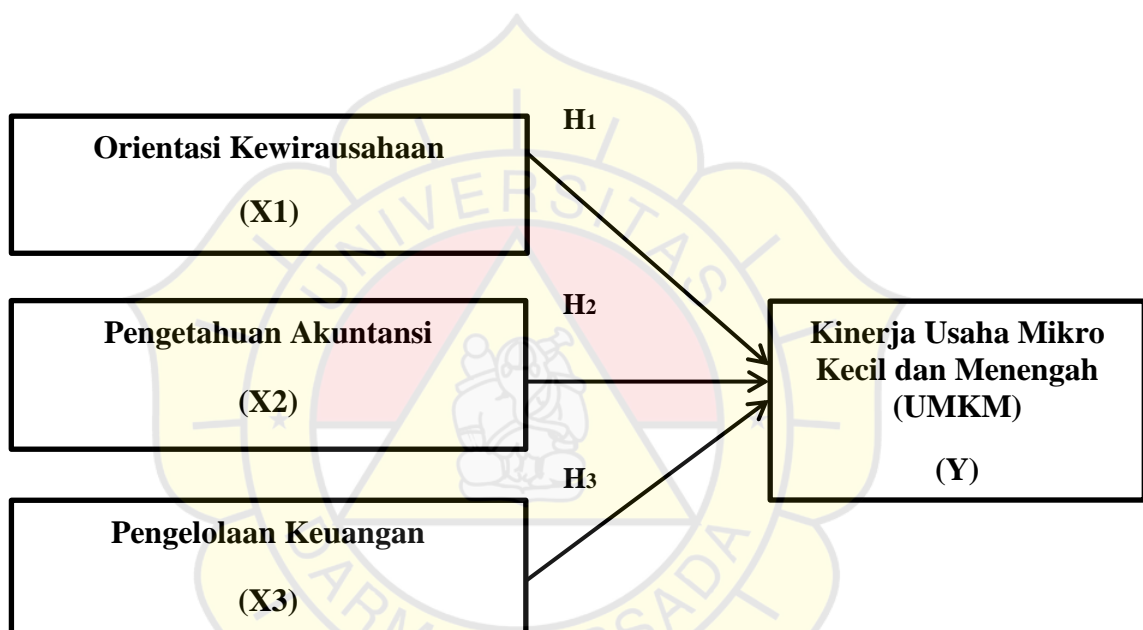 H1
Orientasi Kewirausahaan
(X1)
H2
Pengetahuan Akuntansi
(X2)
Kinerja Usaha Mikro
Kecil dan Menengah
(UMKM)
(Y)
H3
Pengelolaan Keuangan
(X3)
UNIVERSITAS